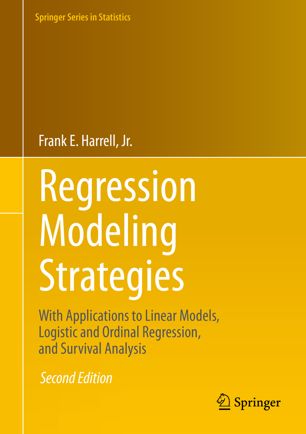 Springer Series in Statistics
Frank E. Harrell, Jr.
Regression
Modeling
Strategies
With Applications to Linear Models,
Logistic and Ordinal Regression,
and Survival Analysis
Second Edition
Springer